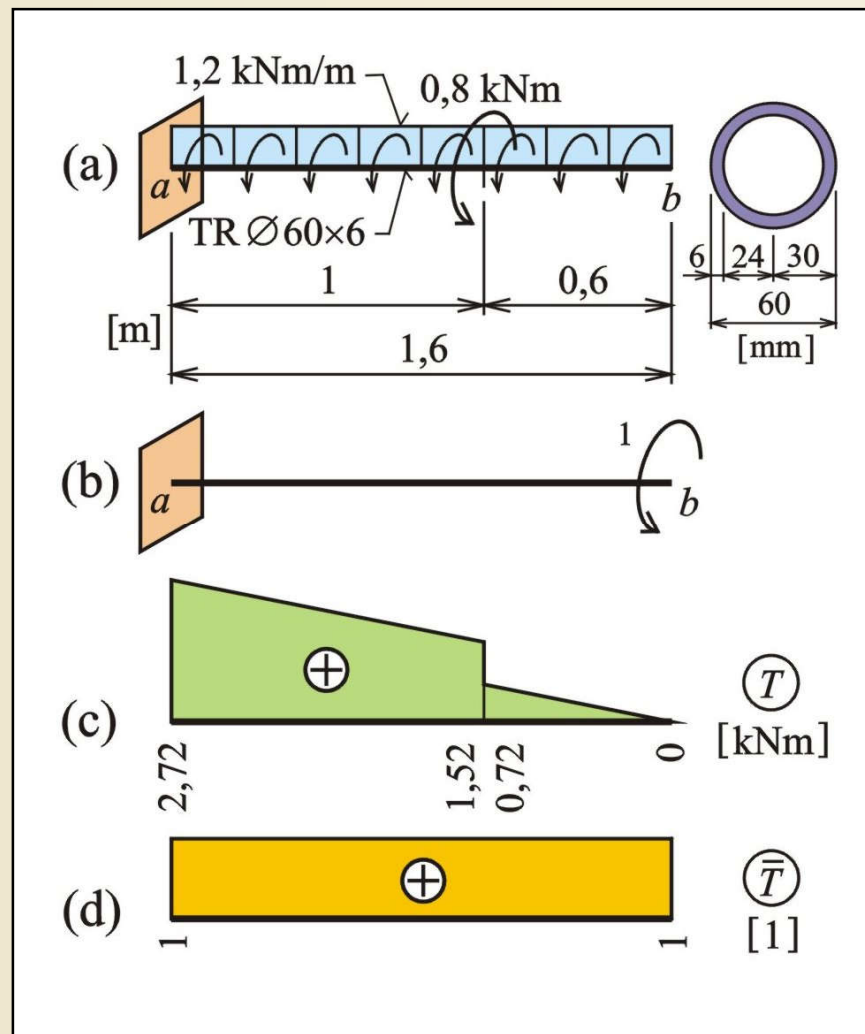 1,2 kNm/m
0,8 kNm
(a)
a
b
TR ∅60×6
6 24 30
1
0,6
60
[m]
[mm]
1,6
(b)
a
1
b
(c)
+
T
[kNm]
2,72
1,52
0,72
0
(d)
+
T̄
[1]
1
1